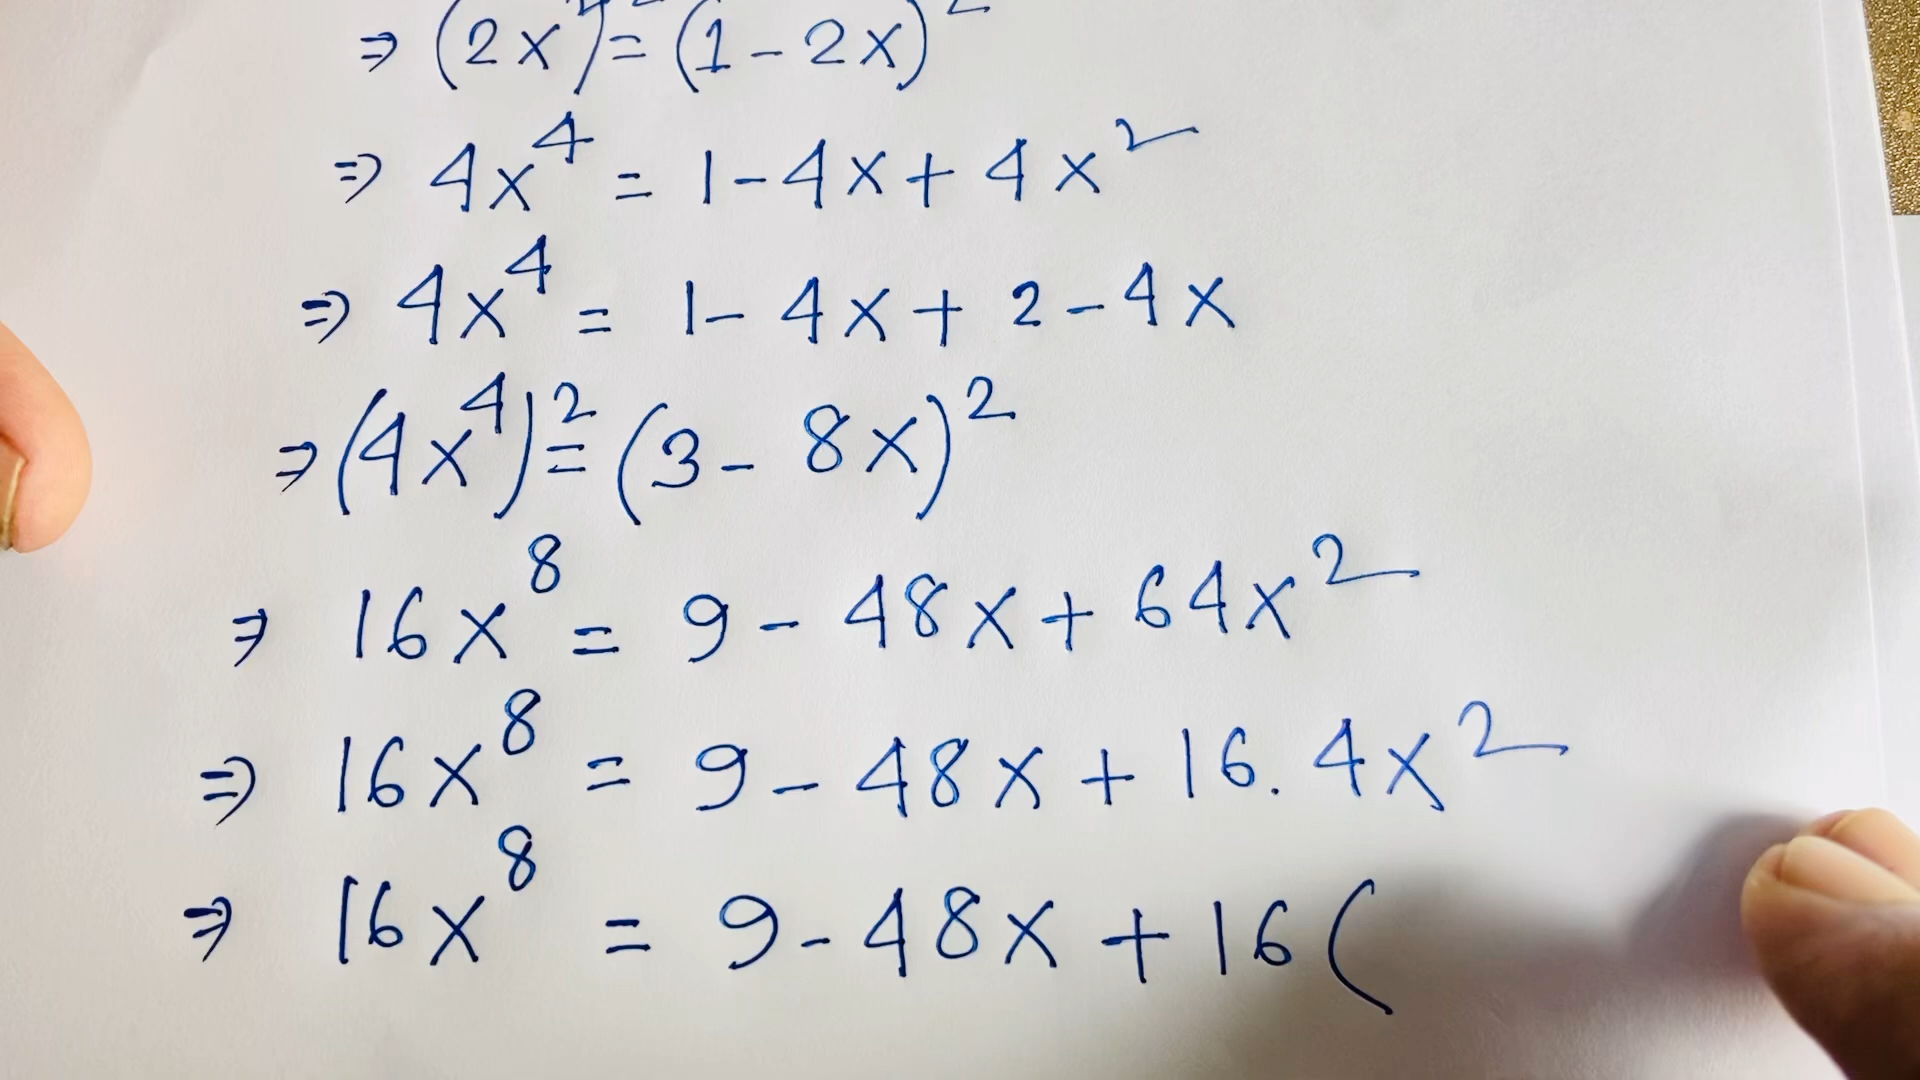 ⇒ (2x²)² = (1 - 2x)²
⇒ 4x⁴ = 1 - 4x + 4x²
⇒ 4x⁴ = 1 - 4x + 2 - 4x
⇒ (4x⁴)² = (3 - 8x)²
⇒ 16x⁸ = 9 - 48x + 64x²
⇒ 16x⁸ = 9 - 48x + 16.4x²
⇒ 16x⁸ = 9 - 48x + 16(